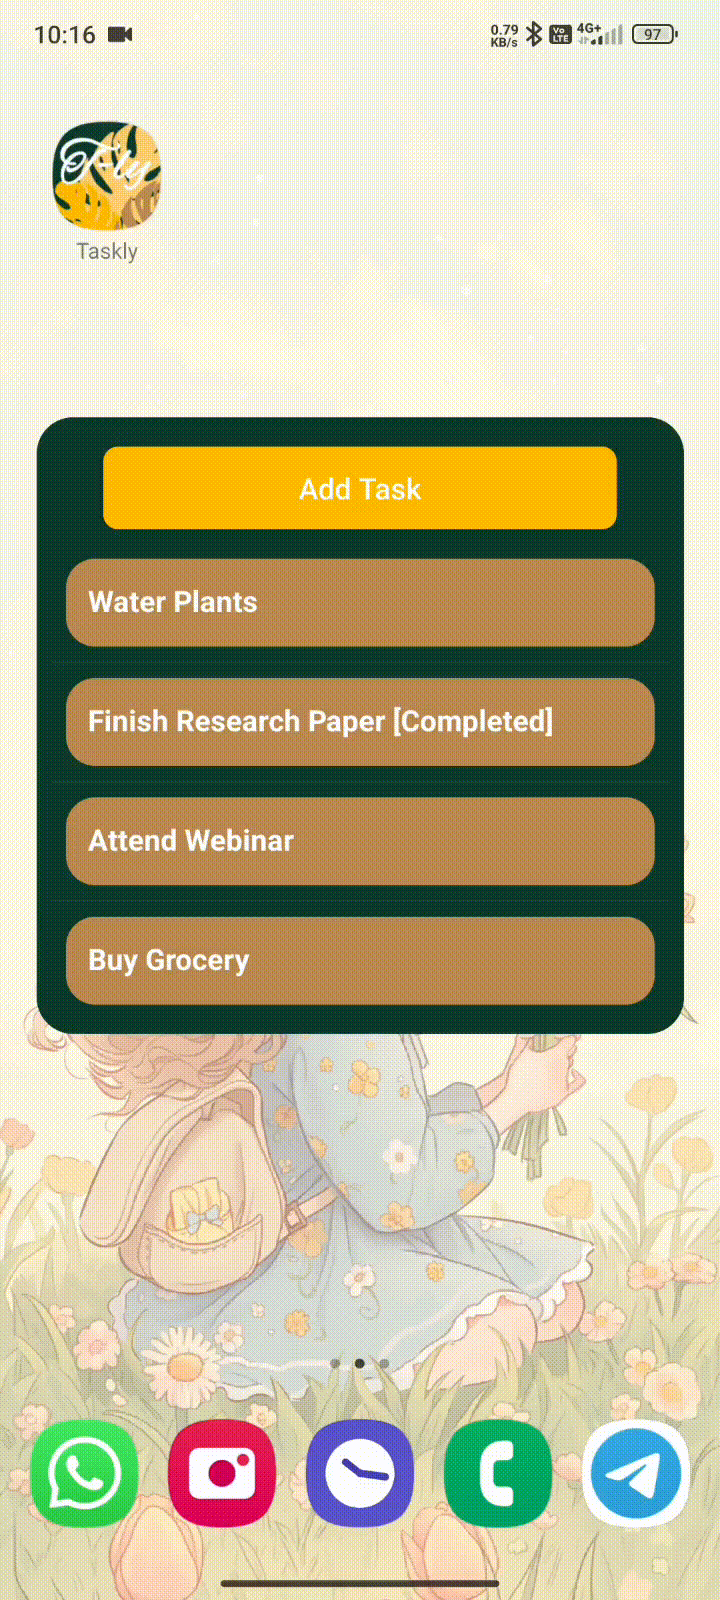 10:16
0.79
KB/s
Vo
LTE
4G+
97
T-ly
Taskly
Add Task
Water Plants
Finish Research Paper [Completed]
Attend Webinar
Buy Grocery